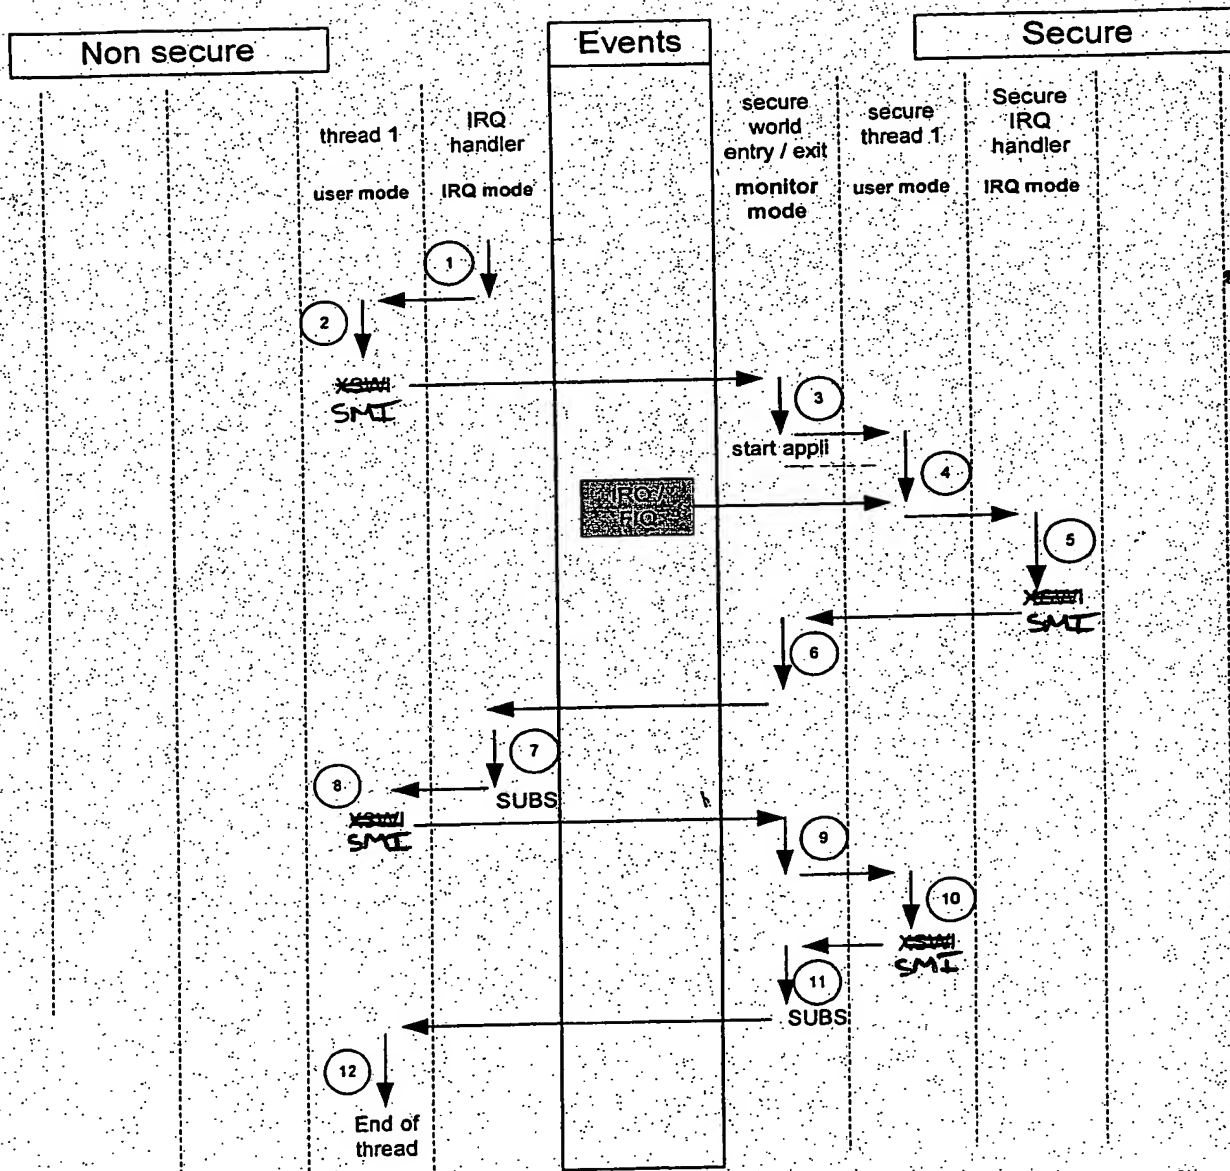 Non secure
Events
Secure
thread 1
user mode
IRQ
handler
IRQ mode
secure
world
entry / exit
monitor
mode
secure
thread 1
user mode
Secure
IRQ
handler
IRQ mode
1
2
XSWI
SMI
3
start appli
4
IRQ /
FIQ
5
XSWI
SMI
6
7
SUBS
8
XSWI
SMI
9
10
XSWI
SMI
11
SUBS
12
End of
thread